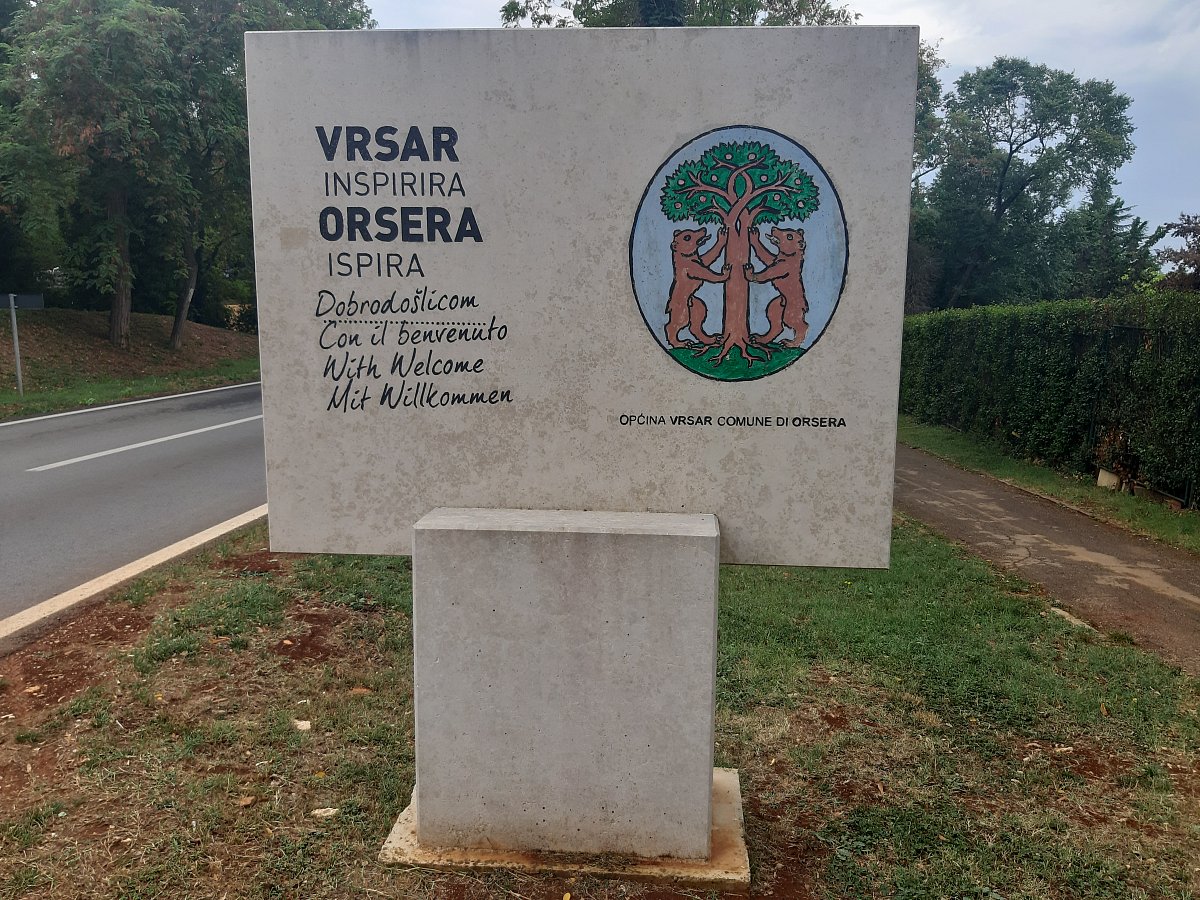 VRSAR
INSPIRIRA
ORSERA
ISPIRA
Dobrodošlicom
Con il benvenuto
With Welcome
Mit Willkommen
OPĆINA VRSAR COMUNE DI ORSERA